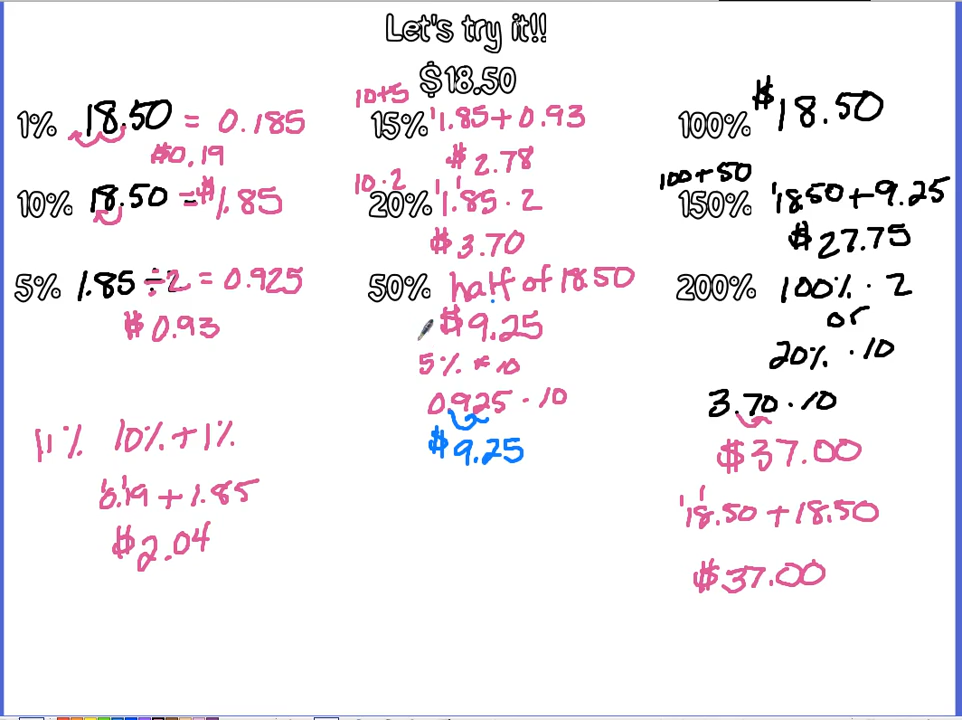 Let's try it!!
$18.50
1% 18.50 = 0.185
$0.19
10% 18.50 = $1.85
5% 1.85 ÷ 2 = 0.925
$0.93
11% 10% + 1%
0.19 + 1.85
$2.04
10+5
15% 1.85 + 0.93
$2.78
10·2
20% 1.85 · 2
$3.70
50% half of 18.50
$9.25
5% * 10
0.925 · 10
$9.25
100% $18.50
100+50
150% 18.50 + 9.25
$27.75
200% 100% · 2
or
20% · 10
3.70 · 10
$37.00
18.50 + 18.50
$37.00